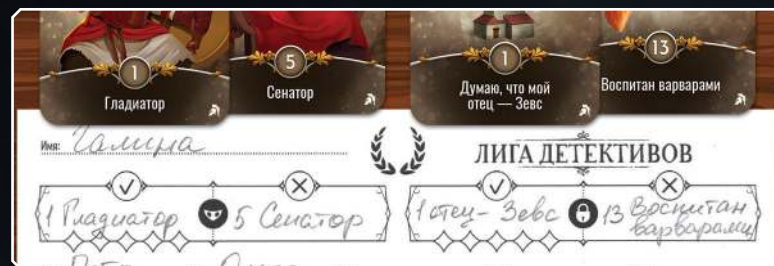 1 5 1 13
Гладиатор Сенатор Думаю, что мой отец — Зевс Воспитан варварами
Имя: Галина
ЛИГА ДЕТЕКТИВОВ
1 Гладиатор 5 Сенатор 1 отец - Зевс 13 Воспитан варварами